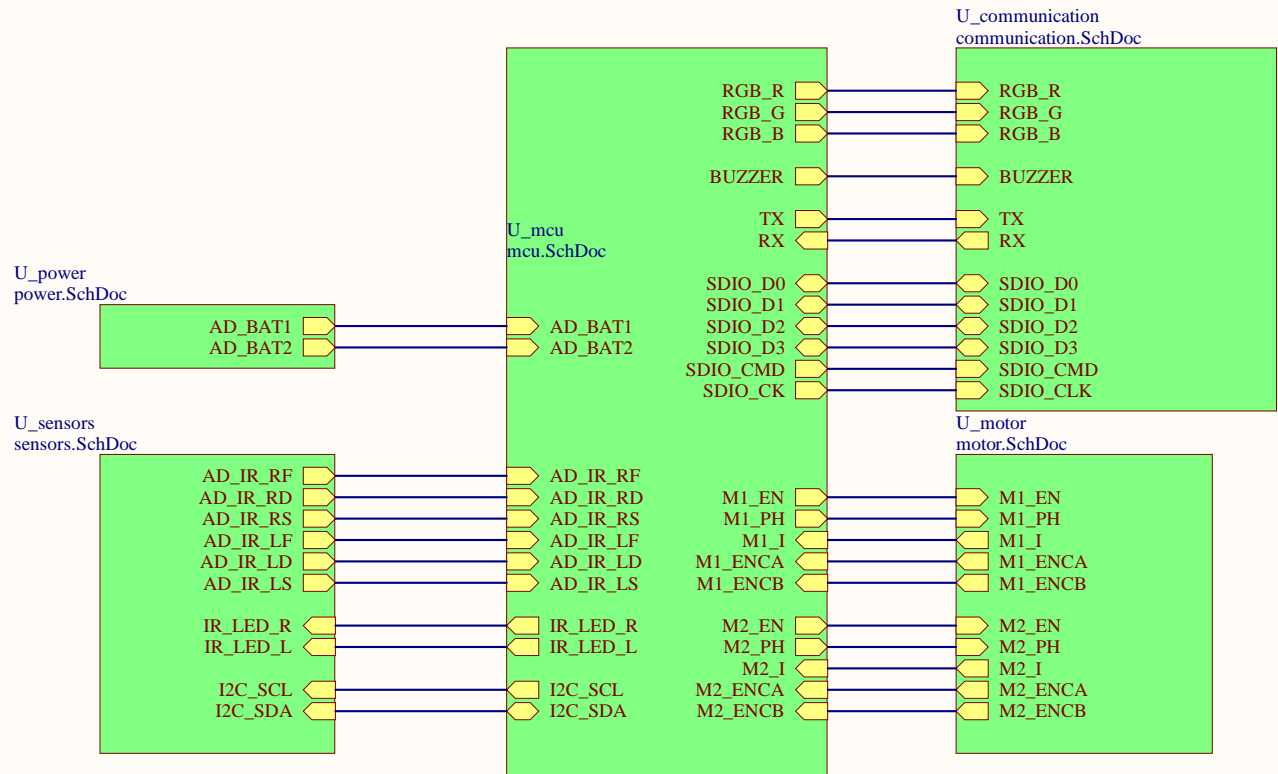 U_communication
communication.SchDoc
RGB_R
RGB_G
RGB_B
BUZZER
TX
RX
SDIO_D0
SDIO_D1
SDIO_D2
SDIO_D3
SDIO_CMD
SDIO_CLK
U_mcu
mcu.SchDoc
RGB_R
RGB_G
RGB_B
BUZZER
TX
RX
SDIO_D0
SDIO_D1
SDIO_D2
SDIO_D3
SDIO_CMD
SDIO_CK
AD_BAT1
AD_BAT2
AD_IR_RF
AD_IR_RD
AD_IR_RS
AD_IR_LF
AD_IR_LD
AD_IR_LS
IR_LED_R
IR_LED_L
I2C_SCL
I2C_SDA
M1_EN
M1_PH
M1_I
M1_ENCA
M1_ENCB
M2_EN
M2_PH
M2_I
M2_ENCA
M2_ENCB
U_power
power.SchDoc
AD_BAT1
AD_BAT2
U_sensors
sensors.SchDoc
AD_IR_RF
AD_IR_RD
AD_IR_RS
AD_IR_LF
AD_IR_LD
AD_IR_LS
IR_LED_R
IR_LED_L
I2C_SCL
I2C_SDA
U_motor
motor.SchDoc
M1_EN
M1_PH
M1_I
M1_ENCA
M1_ENCB
M2_EN
M2_PH
M2_I
M2_ENCA
M2_ENCB